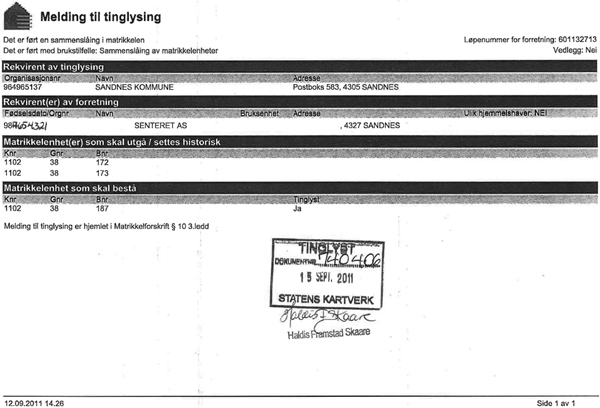 Melding til tinglysing
Det er ført en sammenslåing i matrikkelen
Det er ført med brukstilfelle: Sammenslåing av matrikkelenheter
Løpenummer for forretning: 601132713
Vedlegg: Nei
Rekvirent av tinglysing
Organisasjonsnr Navn Adresse
964965137 SANDNES KOMMUNE Postboks 583, 4305 SANDNES
Rekvirent(er) av forretning
Fødselsdato/Orgnr Navn Bruksenhet Adresse Ulik hjemmelshaver: NEI
987654321 SENTERET AS , 4327 SANDNES
Matrikkelenhet(er) som skal utgå / settes historisk
Knr Gnr Bnr
1102 38 172
1102 38 173
Matrikkelenhet som skal bestå
Knr Gnr Bnr Tinglyst
1102 38 187 Ja
Melding til tinglysing er hjemlet i Matrikkelforskrift § 10 3.ledd
TINGLYST
DOKUMENTNR. 740406
15 SEPT. 2011
STATENS KARTVERK
Haldis F Skaare
Haldis Framstad Skaare
12.09.2011 14.26 Side 1 av 1